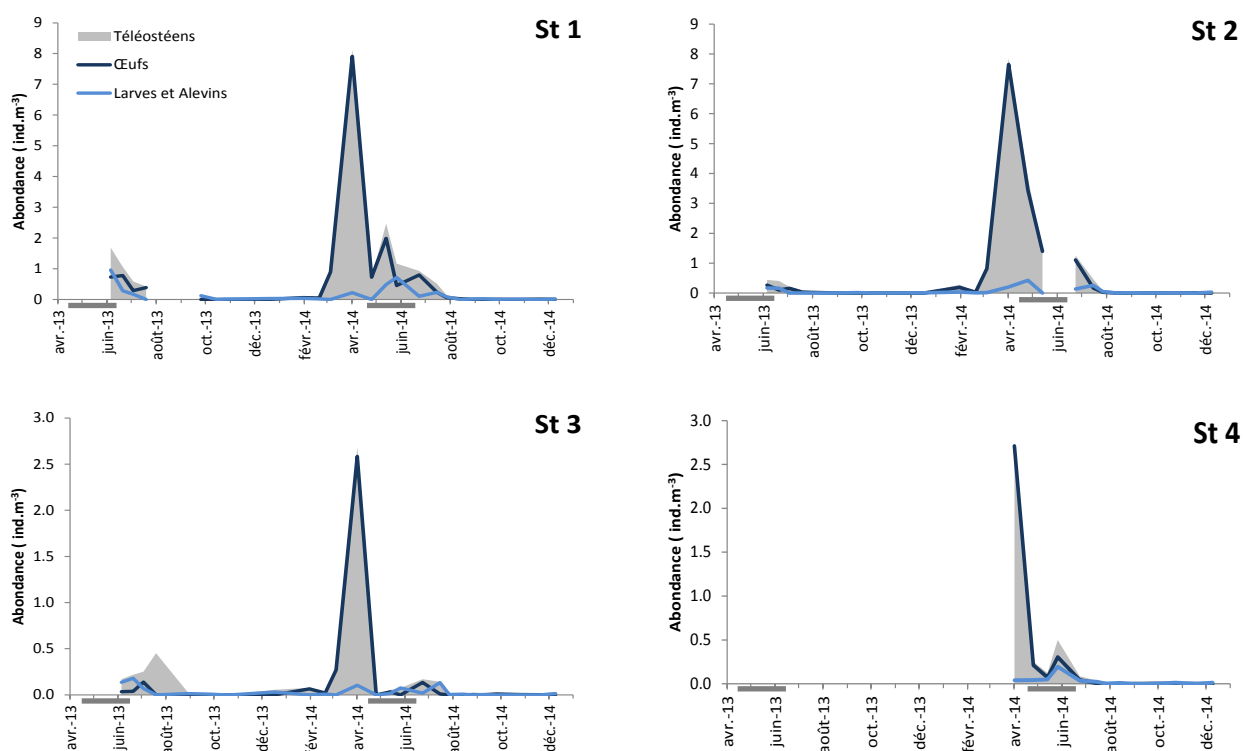 St 1
Téléostéens
Œufs
Larves et Alevins
Abondance ( ind.m⁻³)
9
8
7
6
5
4
3
2
1
0
avr.-13
juin-13
août-13
oct.-13
déc.-13
févr.-14
avr.-14
juin-14
août-14
oct.-14
déc.-14
St 2
Abondance ( ind.m⁻³)
9
8
7
6
5
4
3
2
1
0
avr.-13
juin-13
août-13
oct.-13
déc.-13
févr.-14
avr.-14
juin-14
août-14
oct.-14
déc.-14
St 3
Abondance ( ind.m⁻³)
3.0
2.5
2.0
1.5
1.0
0.5
0.0
avr.-13
juin-13
août-13
oct.-13
déc.-13
févr.-14
avr.-14
juin-14
août-14
oct.-14
déc.-14
St 4
Abondance ( ind.m⁻³)
3.0
2.5
2.0
1.5
1.0
0.5
0.0
avr.-13
juin-13
août-13
oct.-13
déc.-13
févr.-14
avr.-14
juin-14
août-14
oct.-14
déc.-14